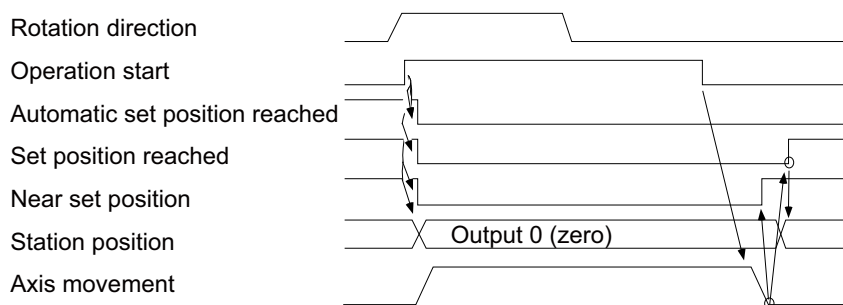 Rotation direction
Operation start
Automatic set position reached
Set position reached
Near set position
Station position
Output 0 (zero)
Axis movement